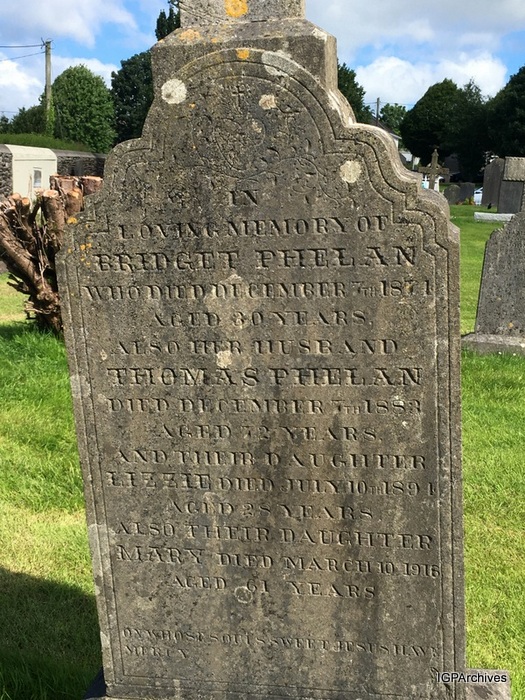 IN
LOVING MEMORY OF
BRIDGET PHELAN
WHO DIED DECEMBER 7TH 1871
AGED 30 YEARS.
ALSO HER HUSBAND
THOMAS PHELAN
DIED DECEMBER 7TH 1883
AGED 72 YEARS
AND THEIR DAUGHTER
LIZZIE DIED JULY 10TH 1891
AGED 28 YEARS
ALSO THEIR DAUGHTER
MARY DIED MARCH 10. 1916
AGED 61 YEARS
ON WHOSE SOULS SWEET JESUS HAVE
MERCY
IGPArchives